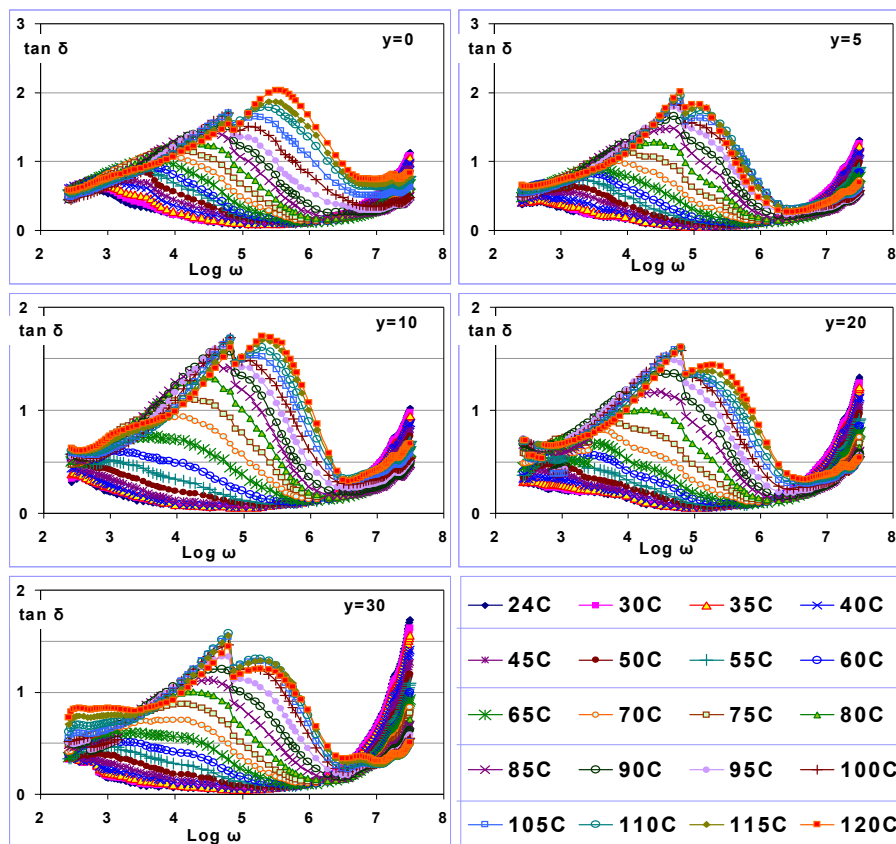 3
tan δ
y=0
2
1
0
2 3 4 5 6 7 8
Log ω
3
tan δ
y=5
2
1
0
2 3 4 5 6 7 8
Log ω
2
tan δ
y=10
1
0
2 3 4 5 6 7 8
Log ω
2
tan δ
y=20
1
0
2 3 4 5 6 7 8
Log ω
2
tan δ
y=30
1
0
2 3 4 5 6 7 8
Log ω
24C 30C 35C 40C
45C 50C 55C 60C
65C 70C 75C 80C
85C 90C 95C 100C
105C 110C 115C 120C